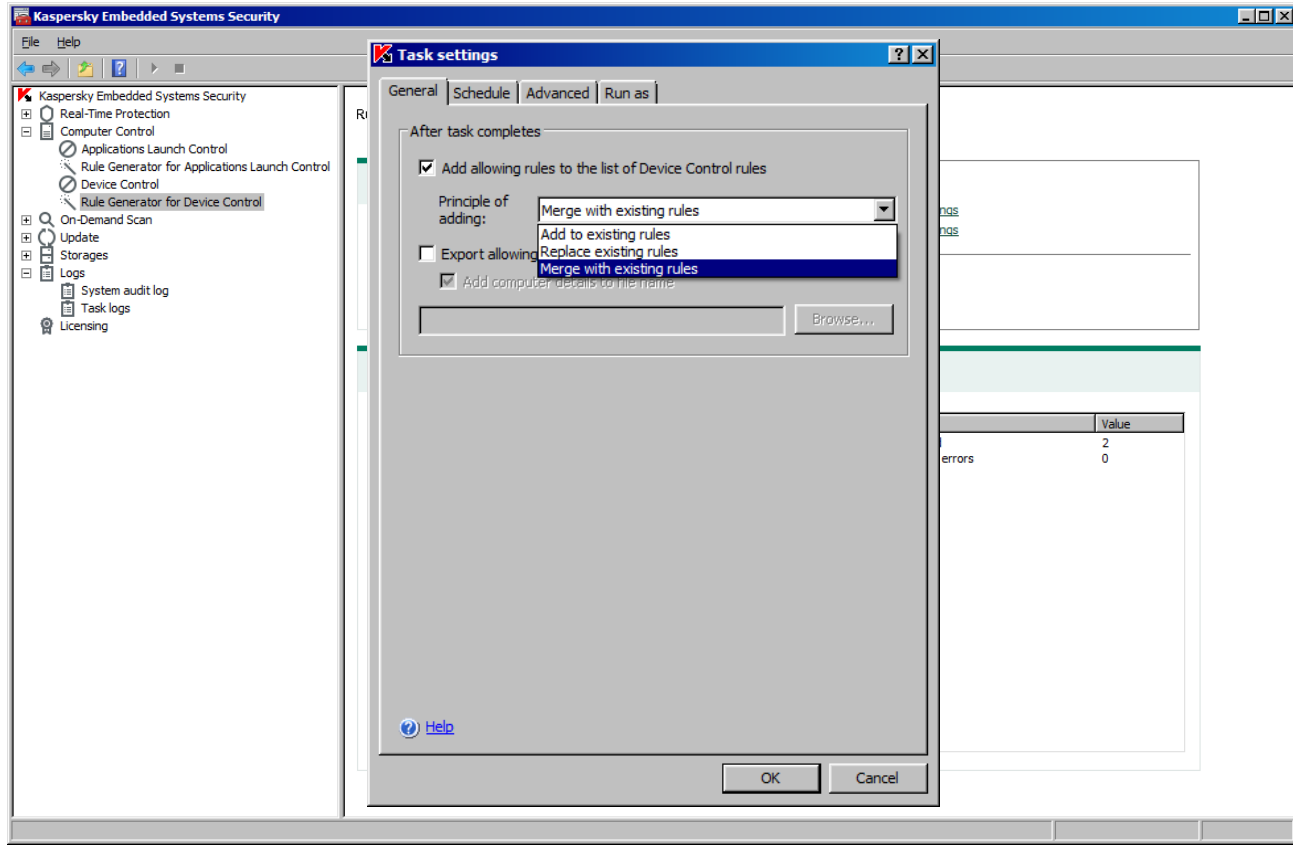 Kaspersky Embedded Systems Security
File Help
Kaspersky Embedded Systems Security
Real-Time Protection
Computer Control
Applications Launch Control
Rule Generator for Applications Launch Control
Device Control
Rule Generator for Device Control
On-Demand Scan
Update
Storages
Logs
System audit log
Task logs
Licensing
Task settings
General Schedule Advanced Run as
After task completes
Add allowing rules to the list of Device Control rules
Principle of
adding:
Merge with existing rules
Add to existing rules
Replace existing rules
Merge with existing rules
Export allowing
Add computer details to file name
Browse...
Help
OK Cancel
Value
2
errors 0